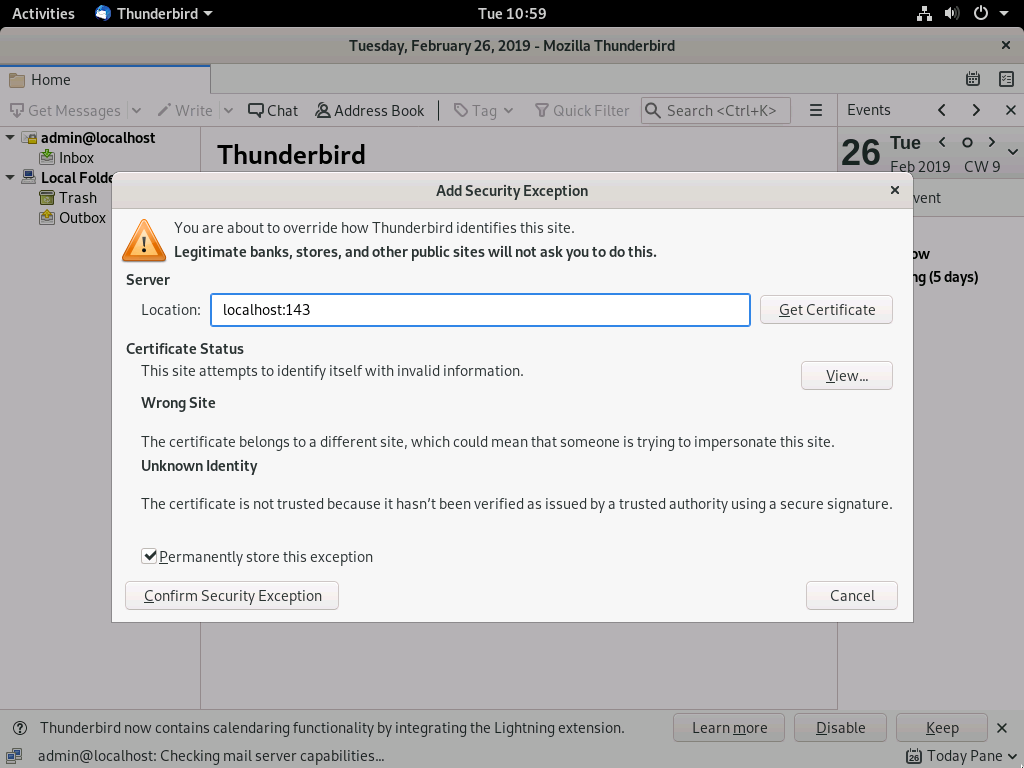 Activities Thunderbird Tue 10:59
Tuesday, February 26, 2019 - Mozilla Thunderbird
Home
Get Messages Write Chat Address Book Tag Quick Filter Search <Ctrl+K> Events
admin@localhost
Inbox
Local Folde
Trash
Outbox
Thunderbird
26 Tue
Feb 2019 CW 9
vent
ow
ng (5 days)
Add Security Exception
You are about to override how Thunderbird identifies this site.
Legitimate banks, stores, and other public sites will not ask you to do this.
Server
Location: localhost:143 Get Certificate
Certificate Status
This site attempts to identify itself with invalid information.
View...
Wrong Site
The certificate belongs to a different site, which could mean that someone is trying to impersonate this site.
Unknown Identity
The certificate is not trusted because it hasn’t been verified as issued by a trusted authority using a secure signature.
Permanently store this exception
Confirm Security Exception Cancel
Thunderbird now contains calendaring functionality by integrating the Lightning extension. Learn more Disable Keep
admin@localhost: Checking mail server capabilities... 26 Today Pane